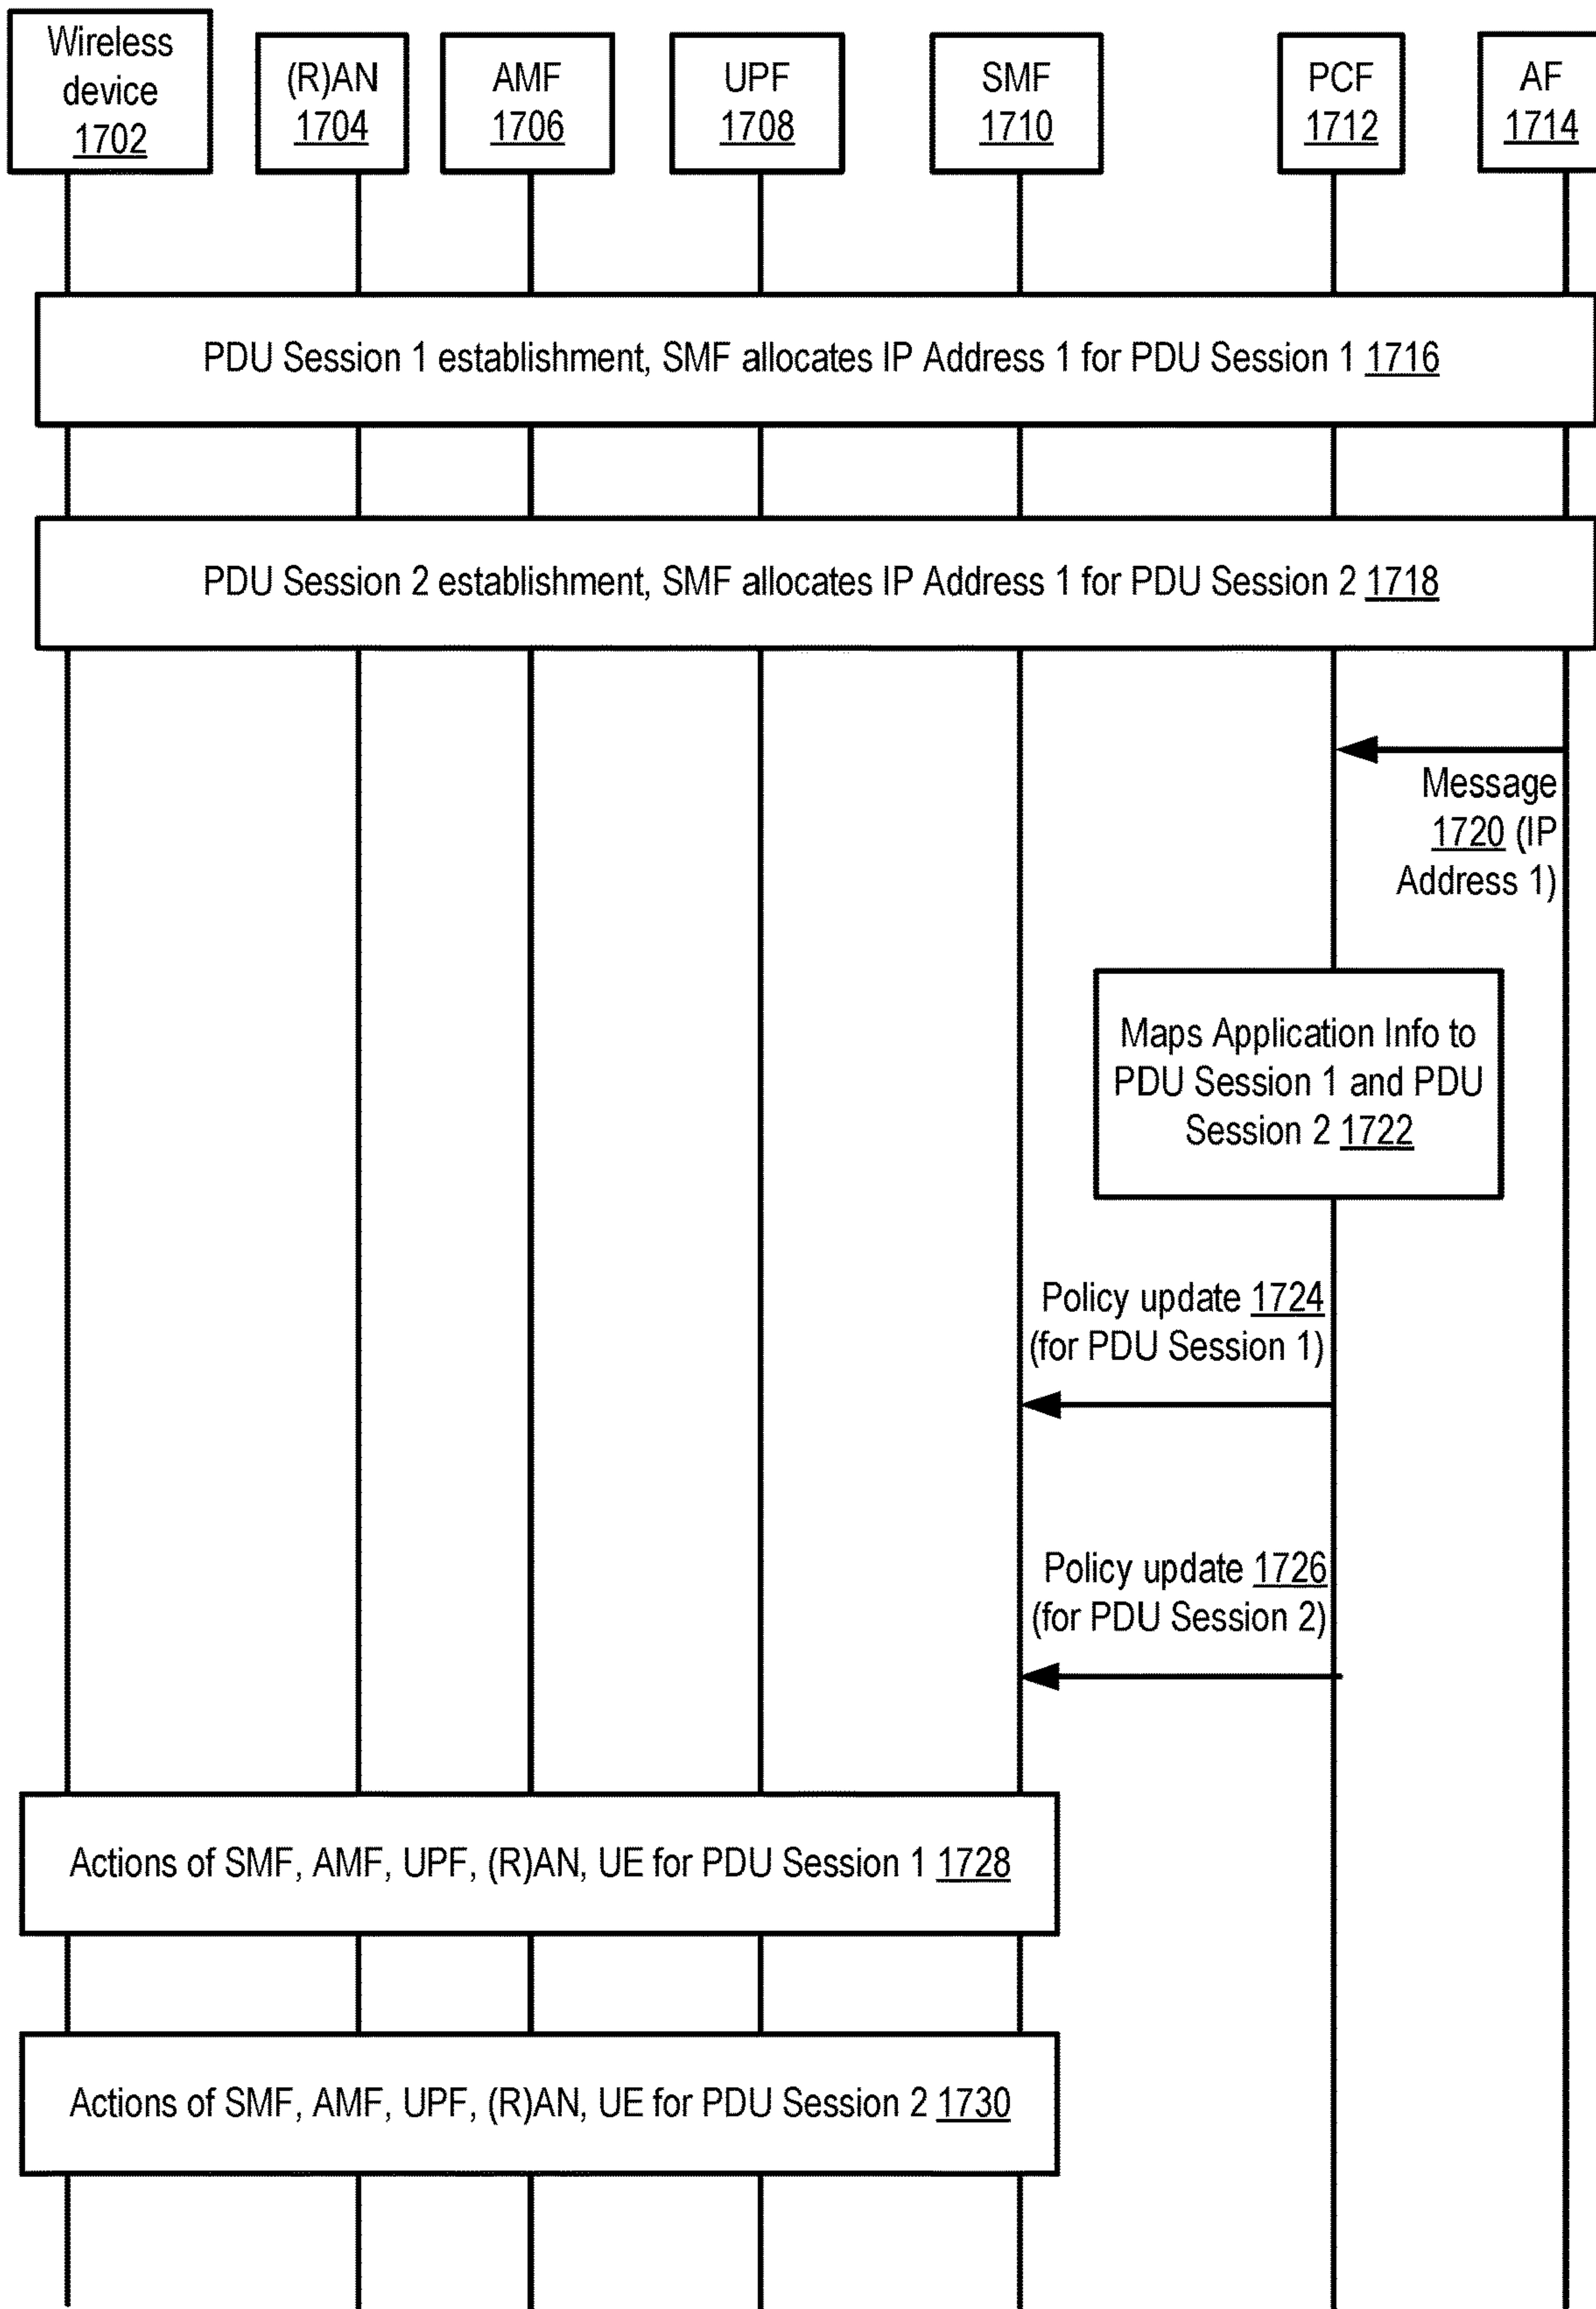 Wireless
device
1702
(R)AN
1704
AMF
1706
UPF
1708
SMF
1710
PCF
1712
AF
1714
PDU Session 1 establishment, SMF allocates IP Address 1 for PDU Session 1 1716
PDU Session 2 establishment, SMF allocates IP Address 1 for PDU Session 2 1718
Message
1720 (IP
Address 1)
Maps Application Info to
PDU Session 1 and PDU
Session 2 1722
Policy update 1724
(for PDU Session 1)
Policy update 1726
(for PDU Session 2)
Actions of SMF, AMF, UPF, (R)AN, UE for PDU Session 1 1728
Actions of SMF, AMF, UPF, (R)AN, UE for PDU Session 2 1730